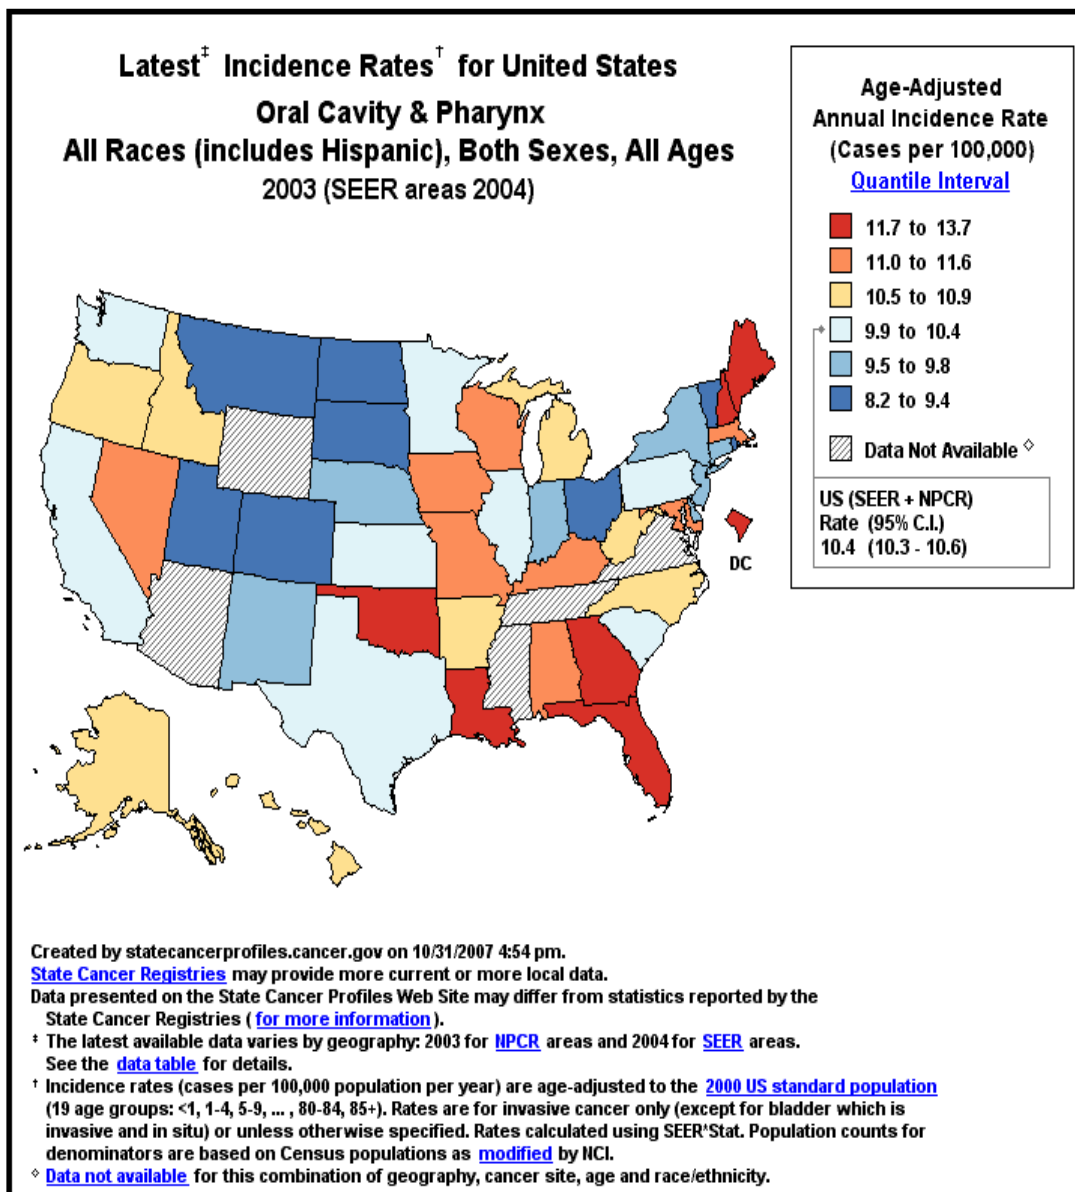 Latest‡ Incidence Rates† for United States
Oral Cavity & Pharynx
All Races (includes Hispanic), Both Sexes, All Ages
2003 (SEER areas 2004)
Age-Adjusted
Annual Incidence Rate
(Cases per 100,000)
Quantile Interval
11.7 to 13.7
11.0 to 11.6
10.5 to 10.9
9.9 to 10.4
9.5 to 9.8
8.2 to 9.4
Data Not Available ◇
US (SEER + NPCR)
Rate (95% C.I.)
10.4 (10.3 - 10.6)
DC
Created by statecancerprofiles.cancer.gov on 10/31/2007 4:54 pm.
State Cancer Registries may provide more current or more local data.
Data presented on the State Cancer Profiles Web Site may differ from statistics reported by the
State Cancer Registries ( for more information ).
‡ The latest available data varies by geography: 2003 for NPCR areas and 2004 for SEER areas.
See the data table for details.
† Incidence rates (cases per 100,000 population per year) are age-adjusted to the 2000 US standard population
(19 age groups: <1, 1-4, 5-9, ... , 80-84, 85+). Rates are for invasive cancer only (except for bladder which is
invasive and in situ) or unless otherwise specified. Rates calculated using SEER*Stat. Population counts for
denominators are based on Census populations as modified by NCI.
◇ Data not available for this combination of geography, cancer site, age and race/ethnicity.